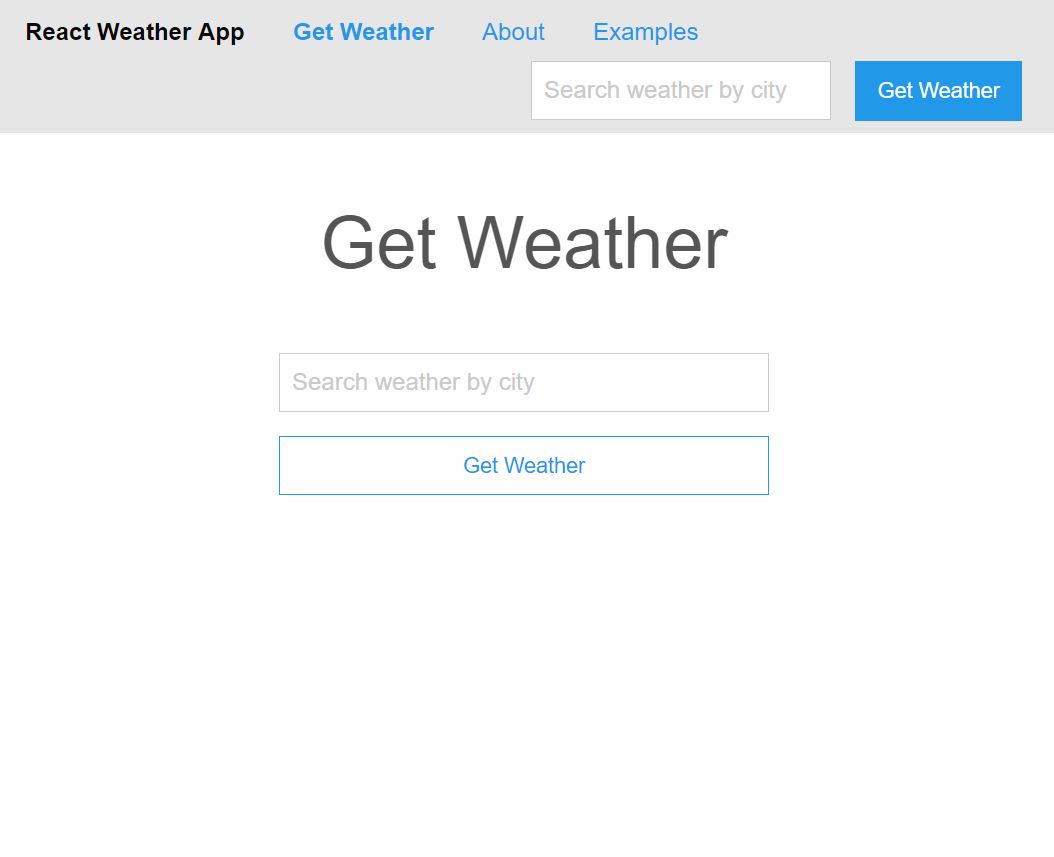 React Weather App Get Weather About Examples
Search weather by city Get Weather
Get Weather
Search weather by city
Get Weather